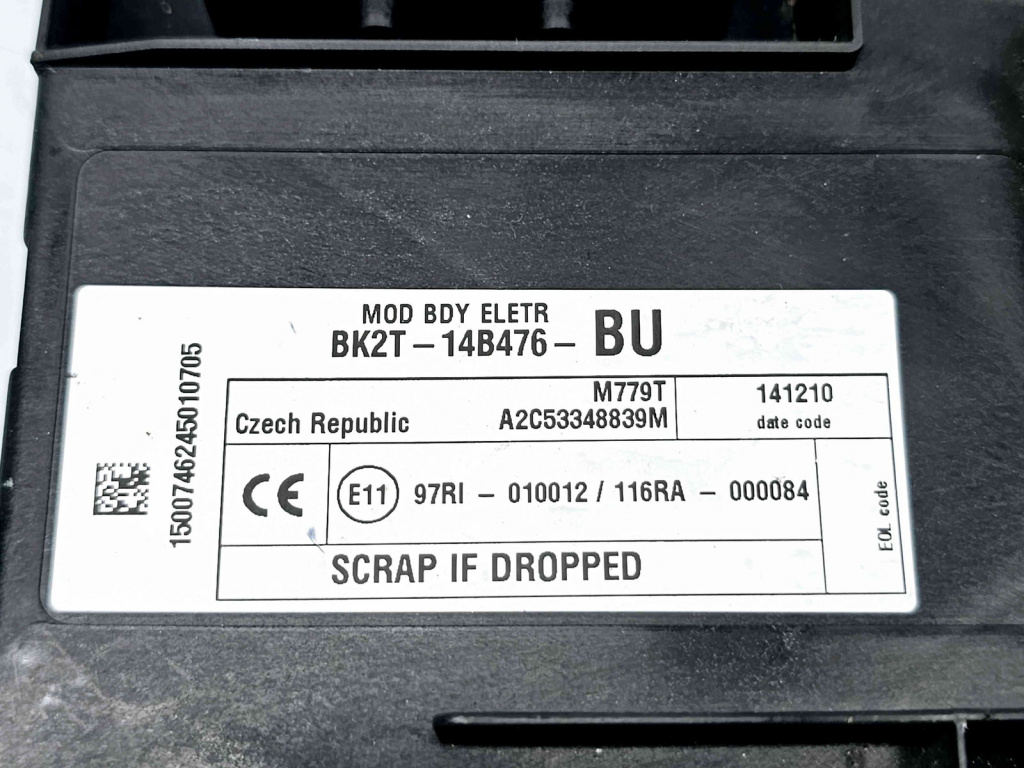 MOD BDY ELETR
BK2T-14B476- BU
M779T
Czech Republic A2C53348839M
141210
date code
CE E11 97RI - 010012 / 116RA - 000084
SCRAP IF DROPPED
EOL code
1500746245010705